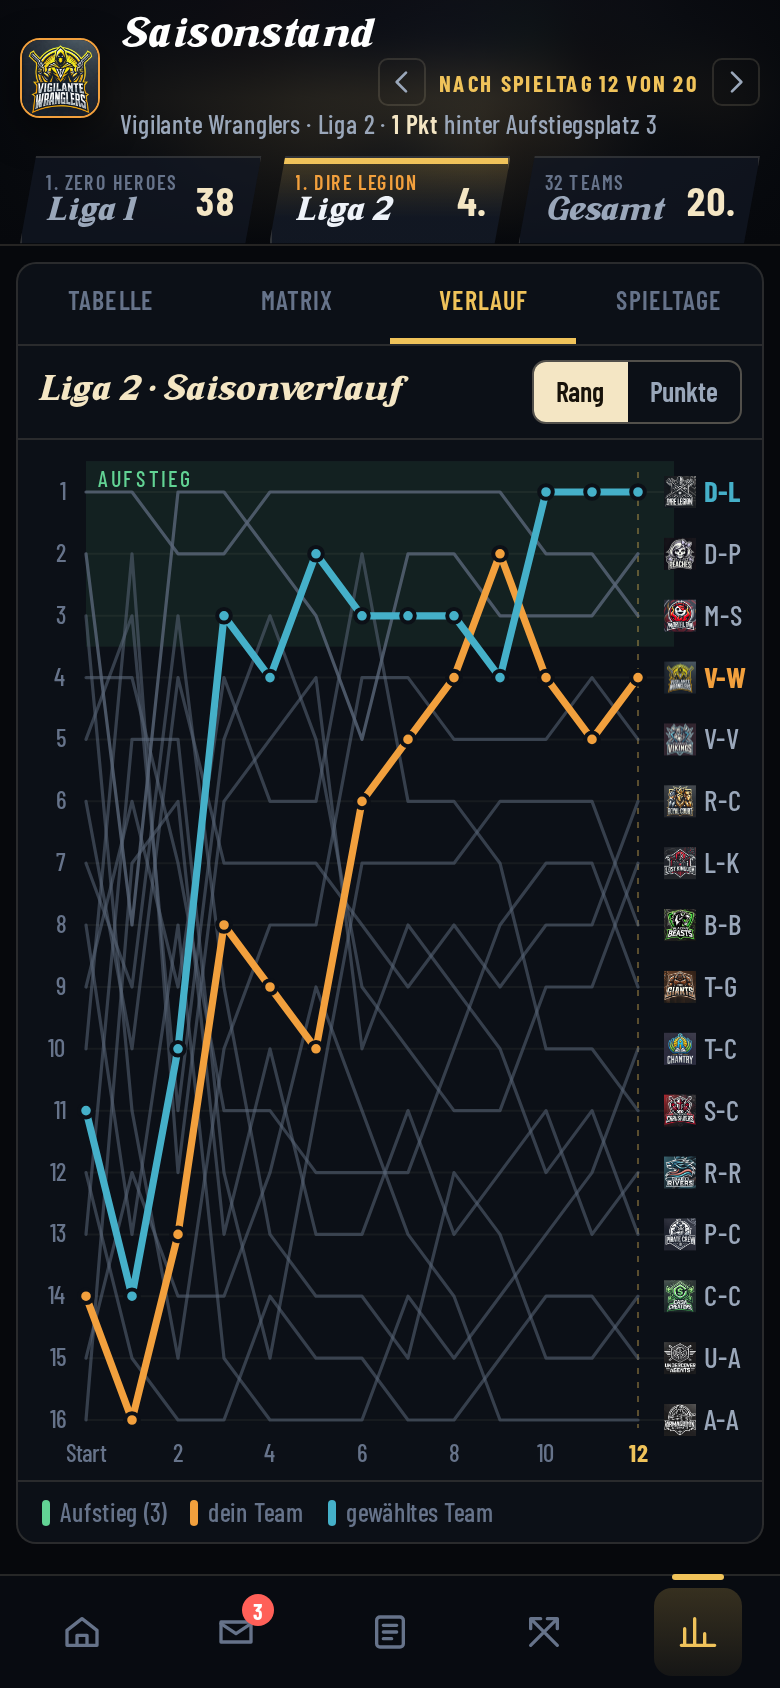 Saisonstand
VIGILANTE
WRANGLERS
NACH SPIELTAG 12 VON 20
Vigilante Wranglers · Liga 2 · 1 Pkt hinter Aufstiegsplatz 3
1. ZERO HEROES
Liga 1
38
1. DIRE LEGION
Liga 2
4.
32 TEAMS
Gesamt
20.
TABELLE
MATRIX
VERLAUF
SPIELTAGE
Liga 2 · Saisonverlauf
Rang
Punkte
AUFSTIEG
1
D-L
2
D-P
3
M-S
4
V-W
5
V-V
6
R-C
7
L-K
8
B-B
9
T-G
10
T-C
11
S-C
12
R-R
13
P-C
14
C-C
15
U-A
16
A-A
Start
2
4
6
8
10
12
Aufstieg (3)
dein Team
gewähltes Team
3